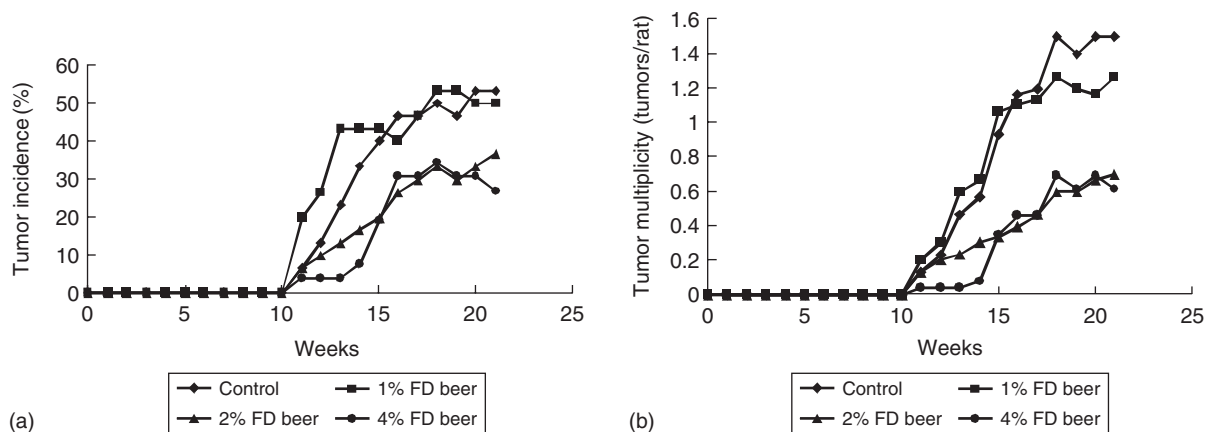 Tumor incidence (%)
60
50
40
30
20
10
0
0 5 10 15 20 25
Weeks
Control 1% FD beer
2% FD beer 4% FD beer
(a)
Tumor multiplicity (tumors/rat)
1.6
1.4
1.2
1
0.8
0.6
0.4
0.2
0
0 5 10 15 20 25
Weeks
Control 1% FD beer
2% FD beer 4% FD beer
(b)